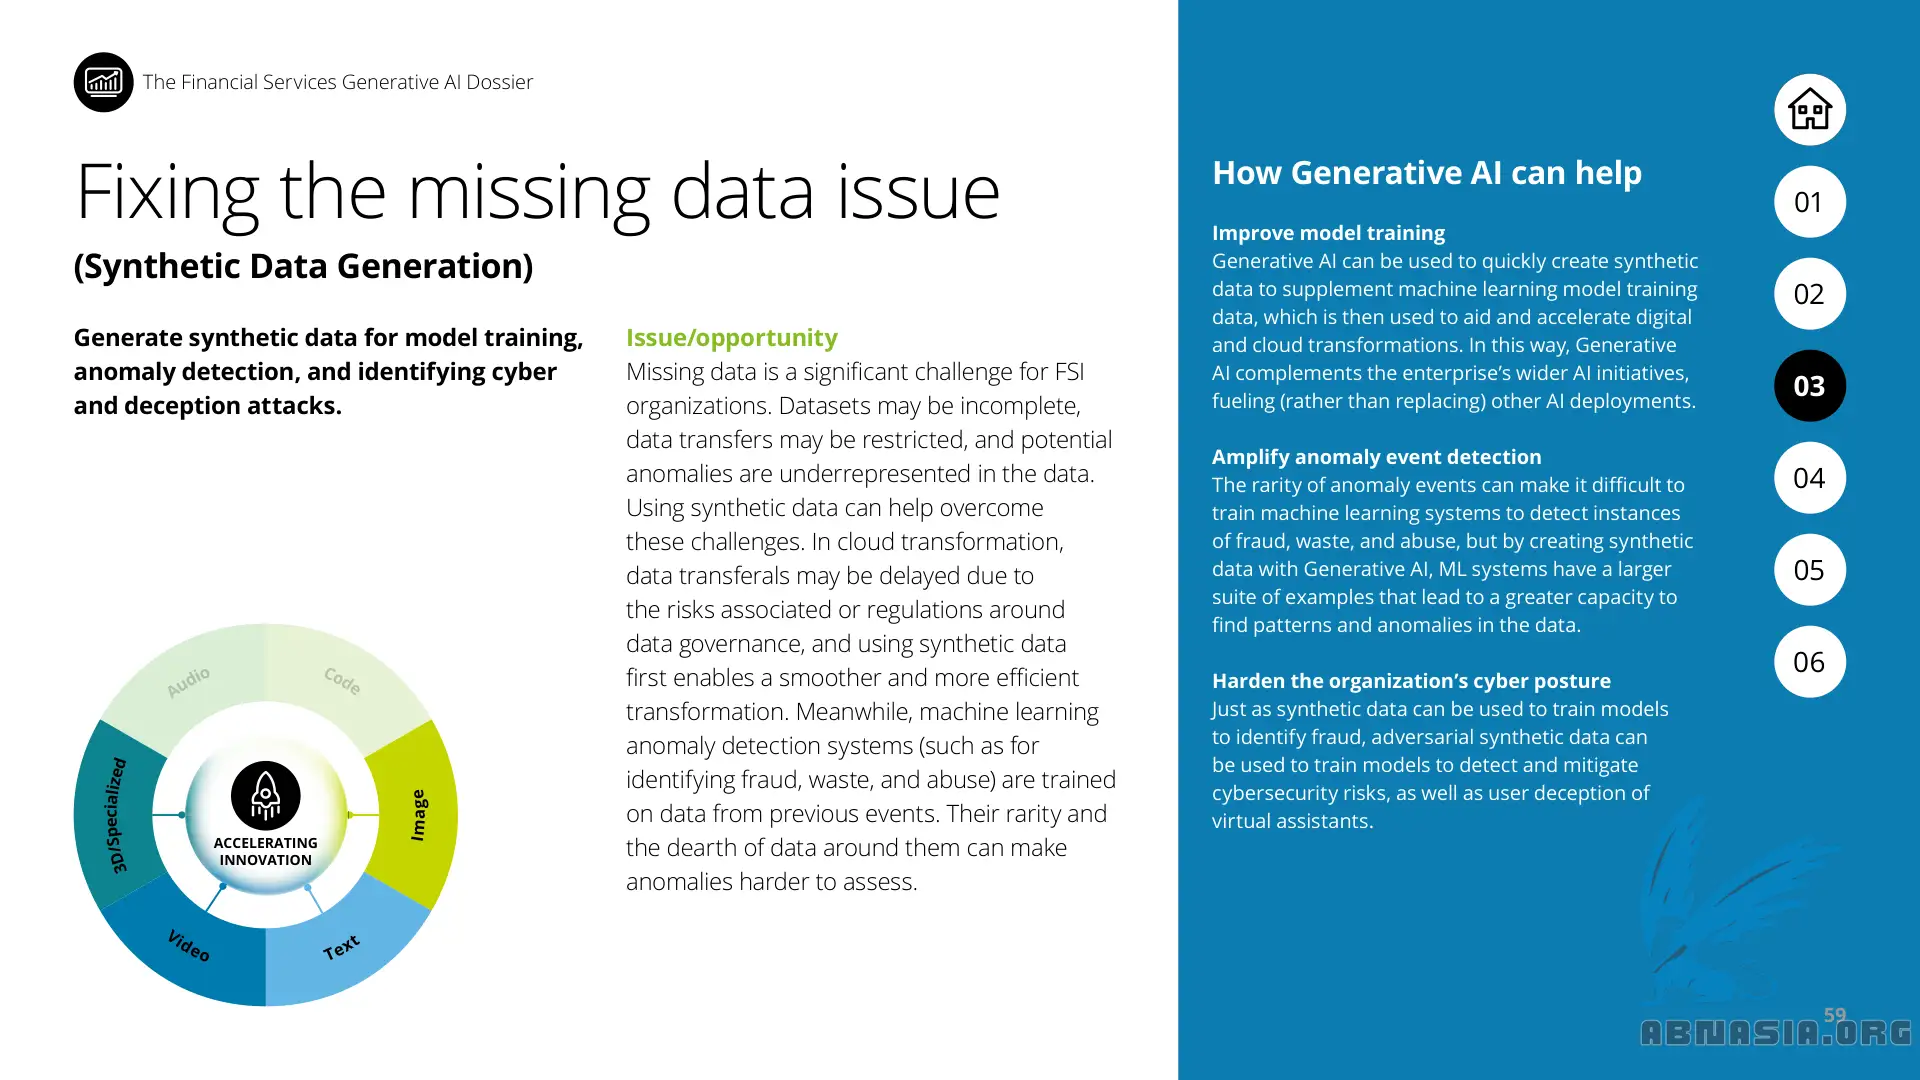 The Financial Services Generative AI Dossier
Fixing the missing data issue
(Synthetic Data Generation)
Generate synthetic data for model training,
anomaly detection, and identifying cyber
and deception attacks.
Audio
Code
3D/Specialized
Image
ACCELERATING
INNOVATION
Video
Text
Issue/opportunity
Missing data is a significant challenge for FSI
organizations. Datasets may be incomplete,
data transfers may be restricted, and potential
anomalies are underrepresented in the data.
Using synthetic data can help overcome
these challenges. In cloud transformation,
data transferals may be delayed due to
the risks associated or regulations around
data governance, and using synthetic data
first enables a smoother and more efficient
transformation. Meanwhile, machine learning
anomaly detection systems (such as for
identifying fraud, waste, and abuse) are trained
on data from previous events. Their rarity and
the dearth of data around them can make
anomalies harder to assess.
How Generative AI can help
Improve model training
Generative AI can be used to quickly create synthetic
data to supplement machine learning model training
data, which is then used to aid and accelerate digital
and cloud transformations. In this way, Generative
AI complements the enterprise’s wider AI initiatives,
fueling (rather than replacing) other AI deployments.
Amplify anomaly event detection
The rarity of anomaly events can make it difficult to
train machine learning systems to detect instances
of fraud, waste, and abuse, but by creating synthetic
data with Generative AI, ML systems have a larger
suite of examples that lead to a greater capacity to
find patterns and anomalies in the data.
Harden the organization’s cyber posture
Just as synthetic data can be used to train models
to identify fraud, adversarial synthetic data can
be used to train models to detect and mitigate
cybersecurity risks, as well as user deception of
virtual assistants.
01
02
03
04
05
06
59
ABNASIA.ORG